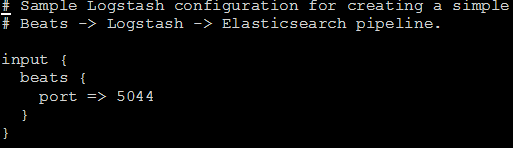 # Sample Logstash configuration for creating a simple
# Beats -> Logstash -> Elasticsearch pipeline.

input {
  beats {
    port => 5044
  }
}